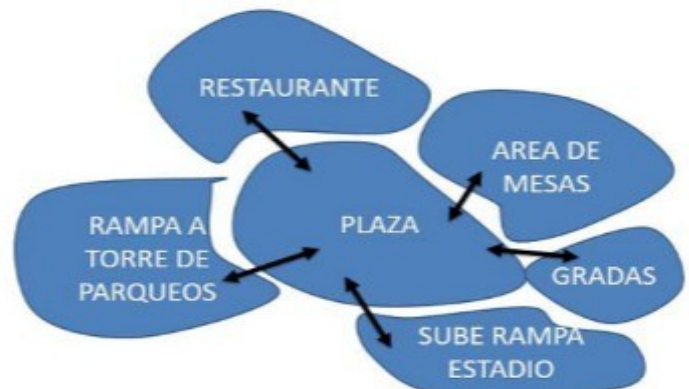 RESTAURANTE
AREA DE
MESAS
RAMPA A
TORRE DE
PARQUEOS
PLAZA
GRADAS
SUBE RAMPA
ESTADIO